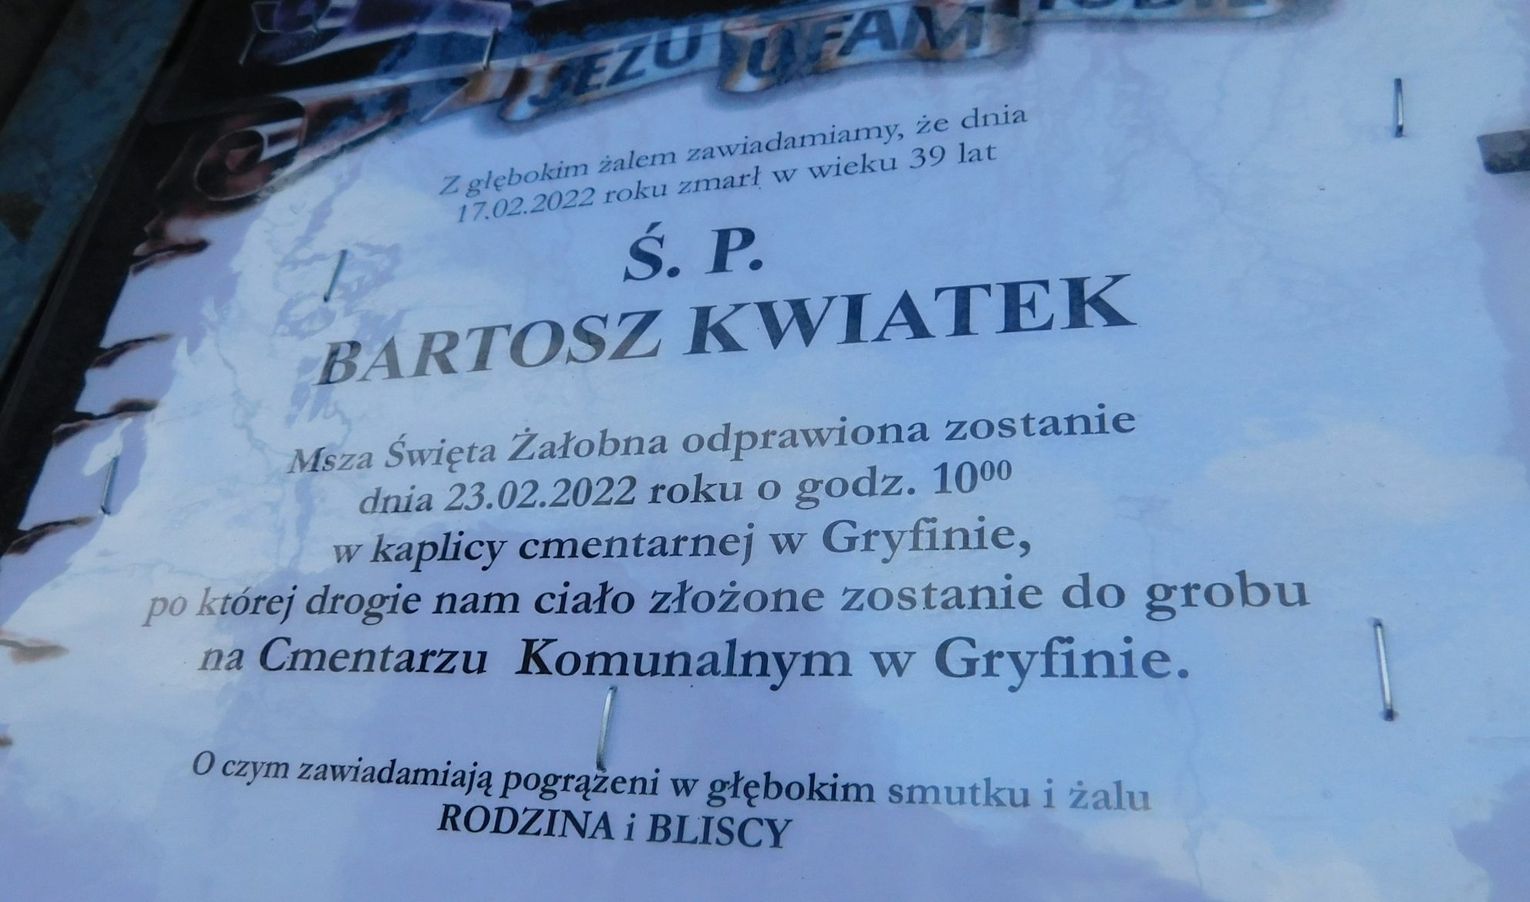 JEZU UFAM TOBIE
Z głębokim żalem zawiadamiamy, że dnia
17.02.2022 roku zmarł w wieku 39 lat
Ś. P.
BARTOSZ KWIATEK
Msza Święta Żałobna odprawiona zostanie
dnia 23.02.2022 roku o godz. 10⁰⁰
w kaplicy cmentarnej w Gryfinie,
po której drogie nam ciało złożone zostanie do grobu
na Cmentarzu Komunalnym w Gryfinie.
O czym zawiadamiają pogrążeni w głębokim smutku i żalu
RODZINA i BLISCY